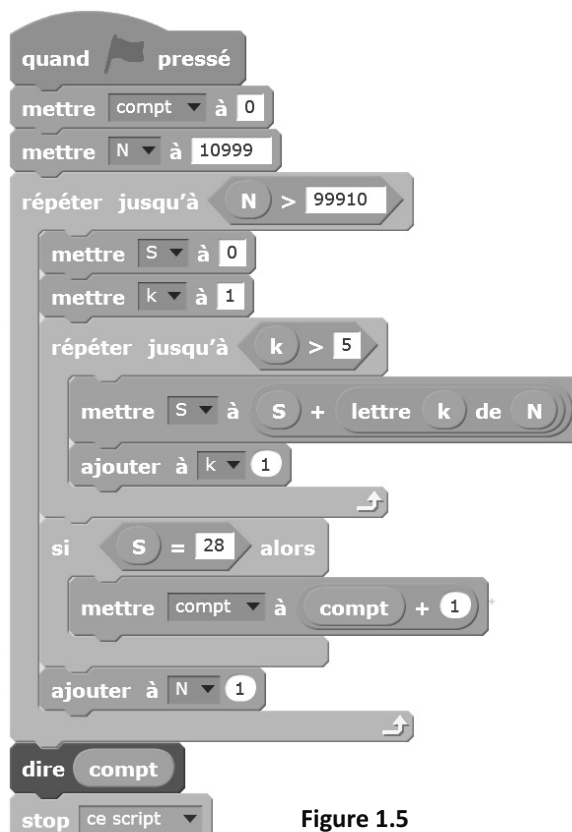 quand pressé
mettre compt à 0
mettre N à 10999
répéter jusqu'à N > 99910
mettre S à 0
mettre k à 1
répéter jusqu'à k > 5
mettre S à S + lettre k de N
ajouter à k 1
si S = 28 alors
mettre compt à compt + 1
ajouter à N 1
dire compt
stop ce script
Figure 1.5